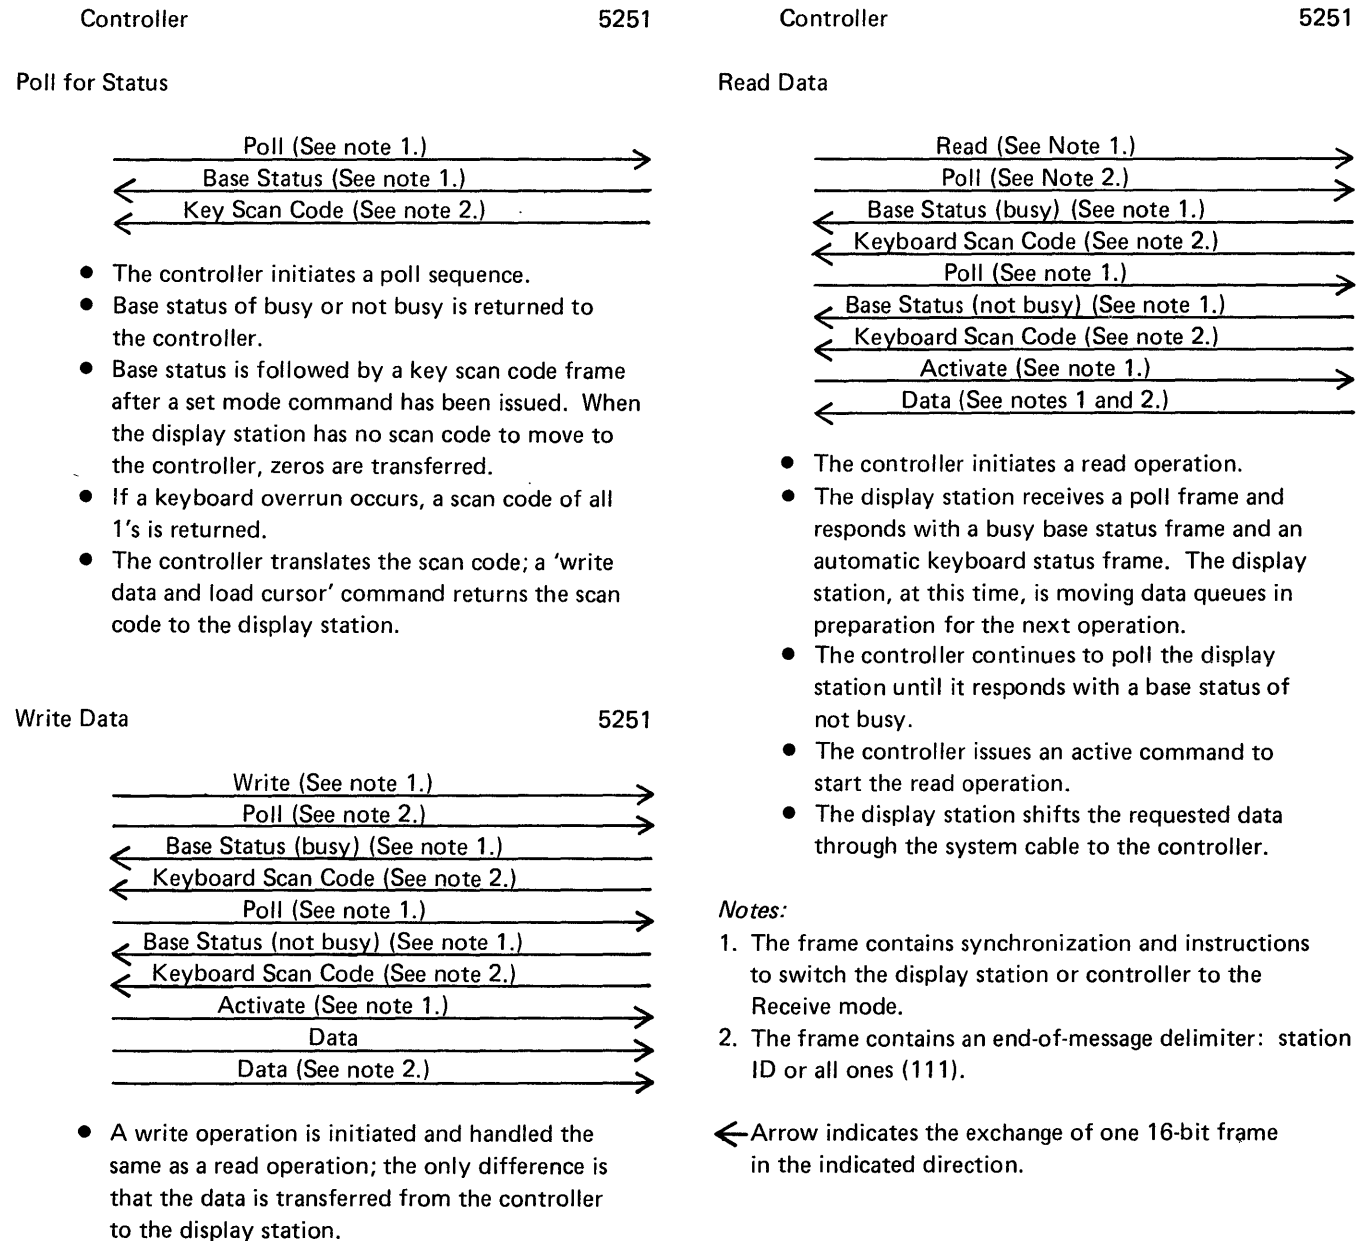 Controller 5251
Poll for Status
Poll (See note 1.)
Base Status (See note 1.)
Key Scan Code (See note 2.)
● The controller initiates a poll sequence.
● Base status of busy or not busy is returned to
the controller.
● Base status is followed by a key scan code frame
after a set mode command has been issued. When
the display station has no scan code to move to
the controller, zeros are transferred.
● If a keyboard overrun occurs, a scan code of all
1's is returned.
● The controller translates the scan code; a 'write
data and load cursor' command returns the scan
code to the display station.
Write Data 5251
Write (See note 1.)
Poll (See note 2.)
Base Status (busy) (See note 1.)
Keyboard Scan Code (See note 2.)
Poll (See note 1.)
Base Status (not busy) (See note 1.)
Keyboard Scan Code (See note 2.)
Activate (See note 1.)
Data
Data (See note 2.)
● A write operation is initiated and handled the
same as a read operation; the only difference is
that the data is transferred from the controller
to the display station.
Controller 5251
Read Data
Read (See Note 1.)
Poll (See Note 2.)
Base Status (busy) (See note 1.)
Keyboard Scan Code (See note 2.)
Poll (See note 1.)
Base Status (not busy) (See note 1.)
Keyboard Scan Code (See note 2.)
Activate (See note 1.)
Data (See notes 1 and 2.)
● The controller initiates a read operation.
● The display station receives a poll frame and
responds with a busy base status frame and an
automatic keyboard status frame. The display
station, at this time, is moving data queues in
preparation for the next operation.
● The controller continues to poll the display
station until it responds with a base status of
not busy.
● The controller issues an active command to
start the read operation.
● The display station shifts the requested data
through the system cable to the controller.
Notes:
1. The frame contains synchronization and instructions
to switch the display station or controller to the
Receive mode.
2. The frame contains an end-of-message delimiter: station
ID or all ones (111).
Arrow indicates the exchange of one 16-bit frame
in the indicated direction.